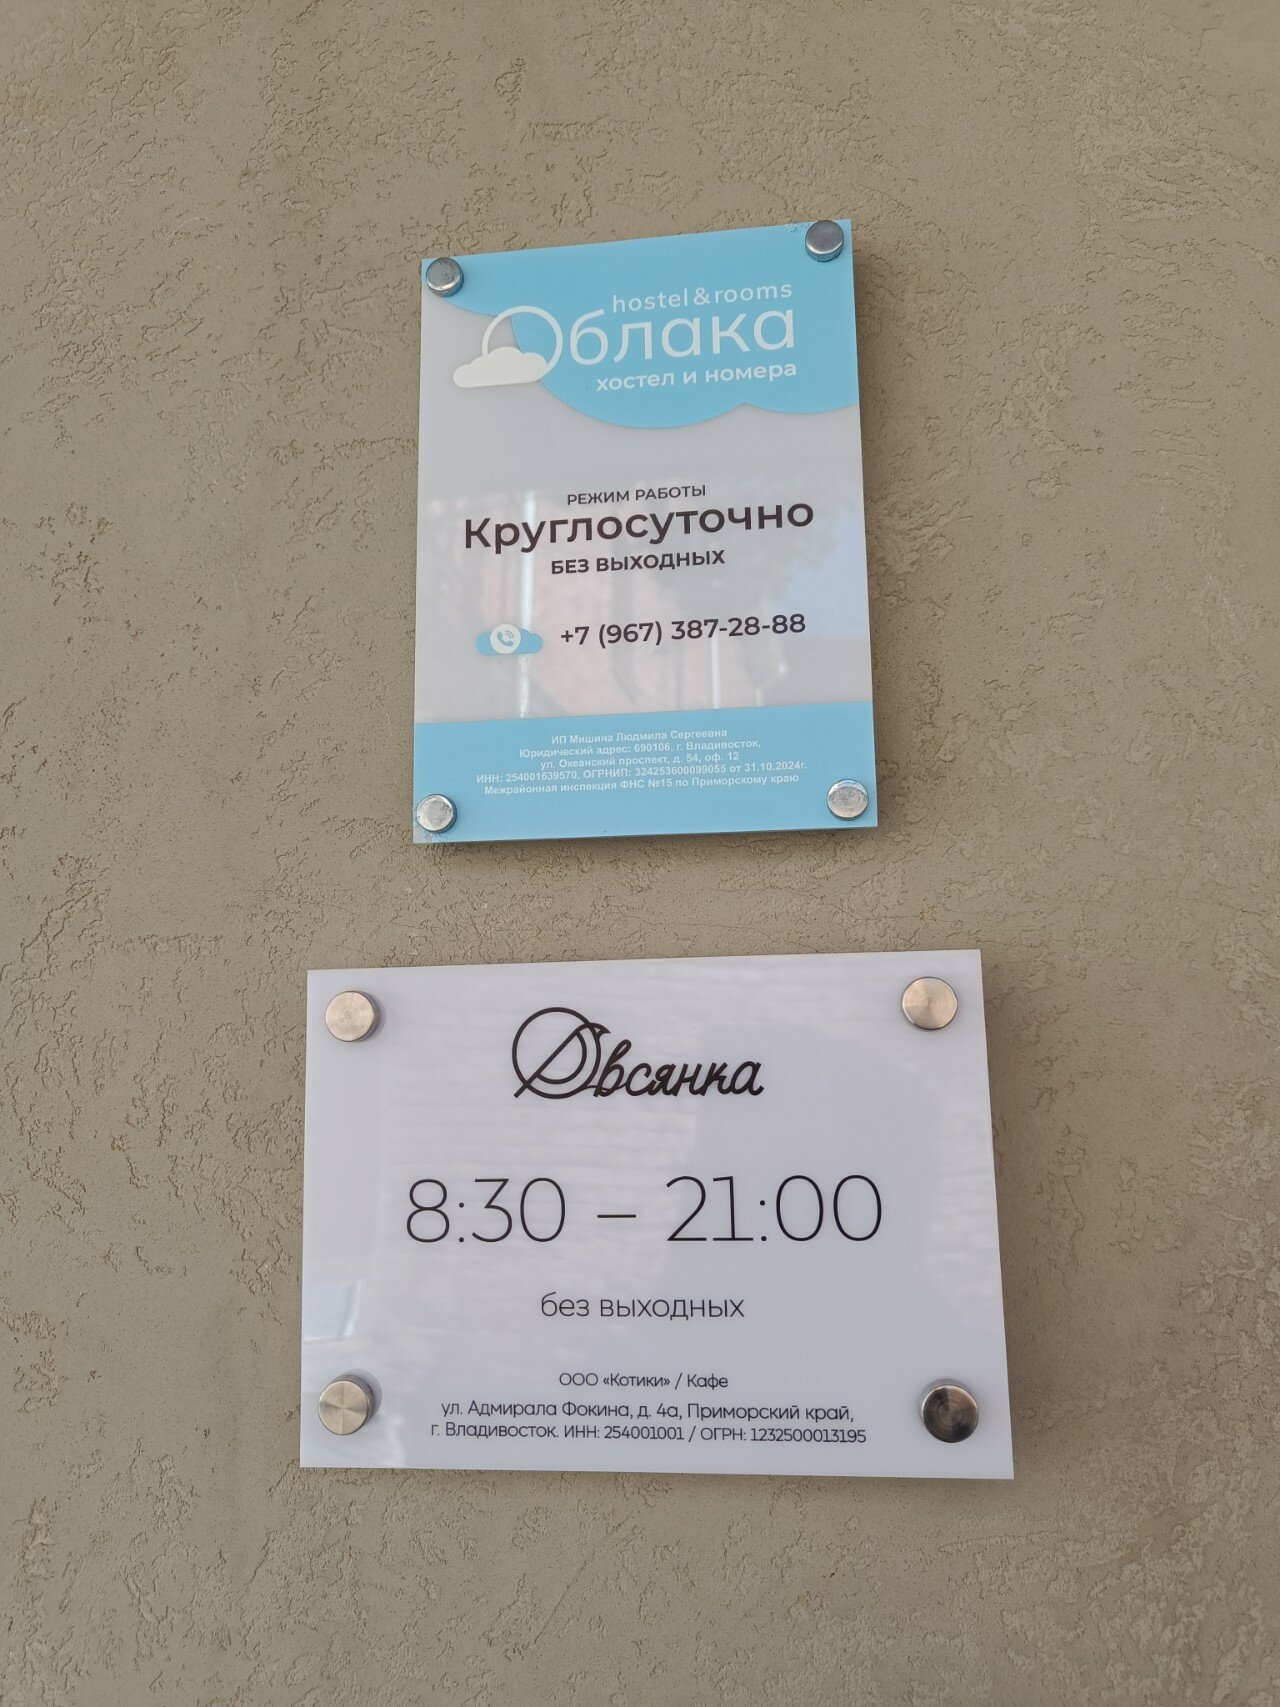 hostel&rooms
Облака
хостел и номера
РЕЖИМ РАБОТЫ
Круглосуточно
БЕЗ ВЫХОДНЫХ
+7 (967) 387-28-88
ИП Мишина Людмила Сергеевна
Юридический адрес: 690106, г. Владивосток,
ул. Океанский проспект, д. 54, оф. 12
ИНН: 254001639570, ОГРНИП: 324253600099055 от 31.10.2024г.
Межрайонная инспекция ФНС №15 по Приморскому краю
Овсянка
8:30 – 21:00
без выходных
ООО «Котики» / Кафе
ул. Адмирала Фокина, д. 4а, Приморский край,
г. Владивосток. ИНН: 254001001 / ОГРН: 1232500013195